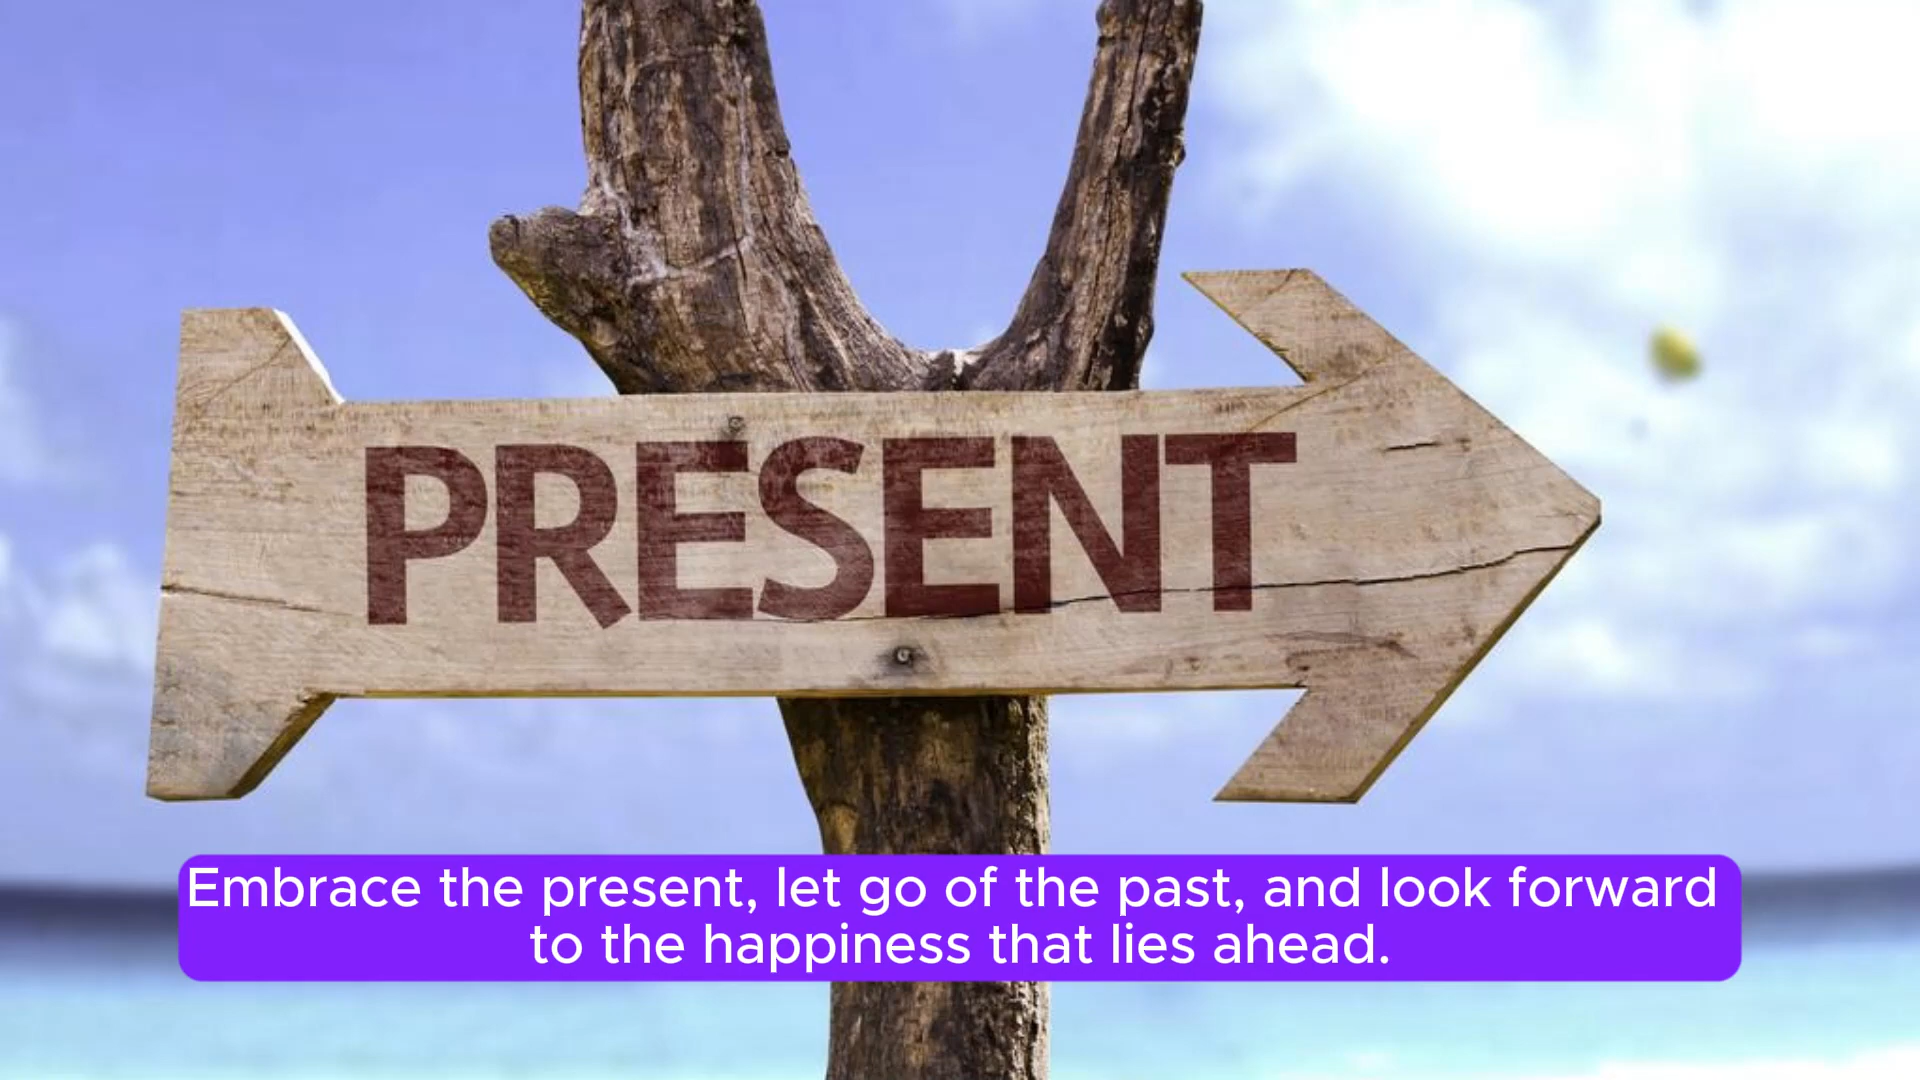 PRESENT
Embrace the present, let go of the past, and look forward
to the happiness that lies ahead.